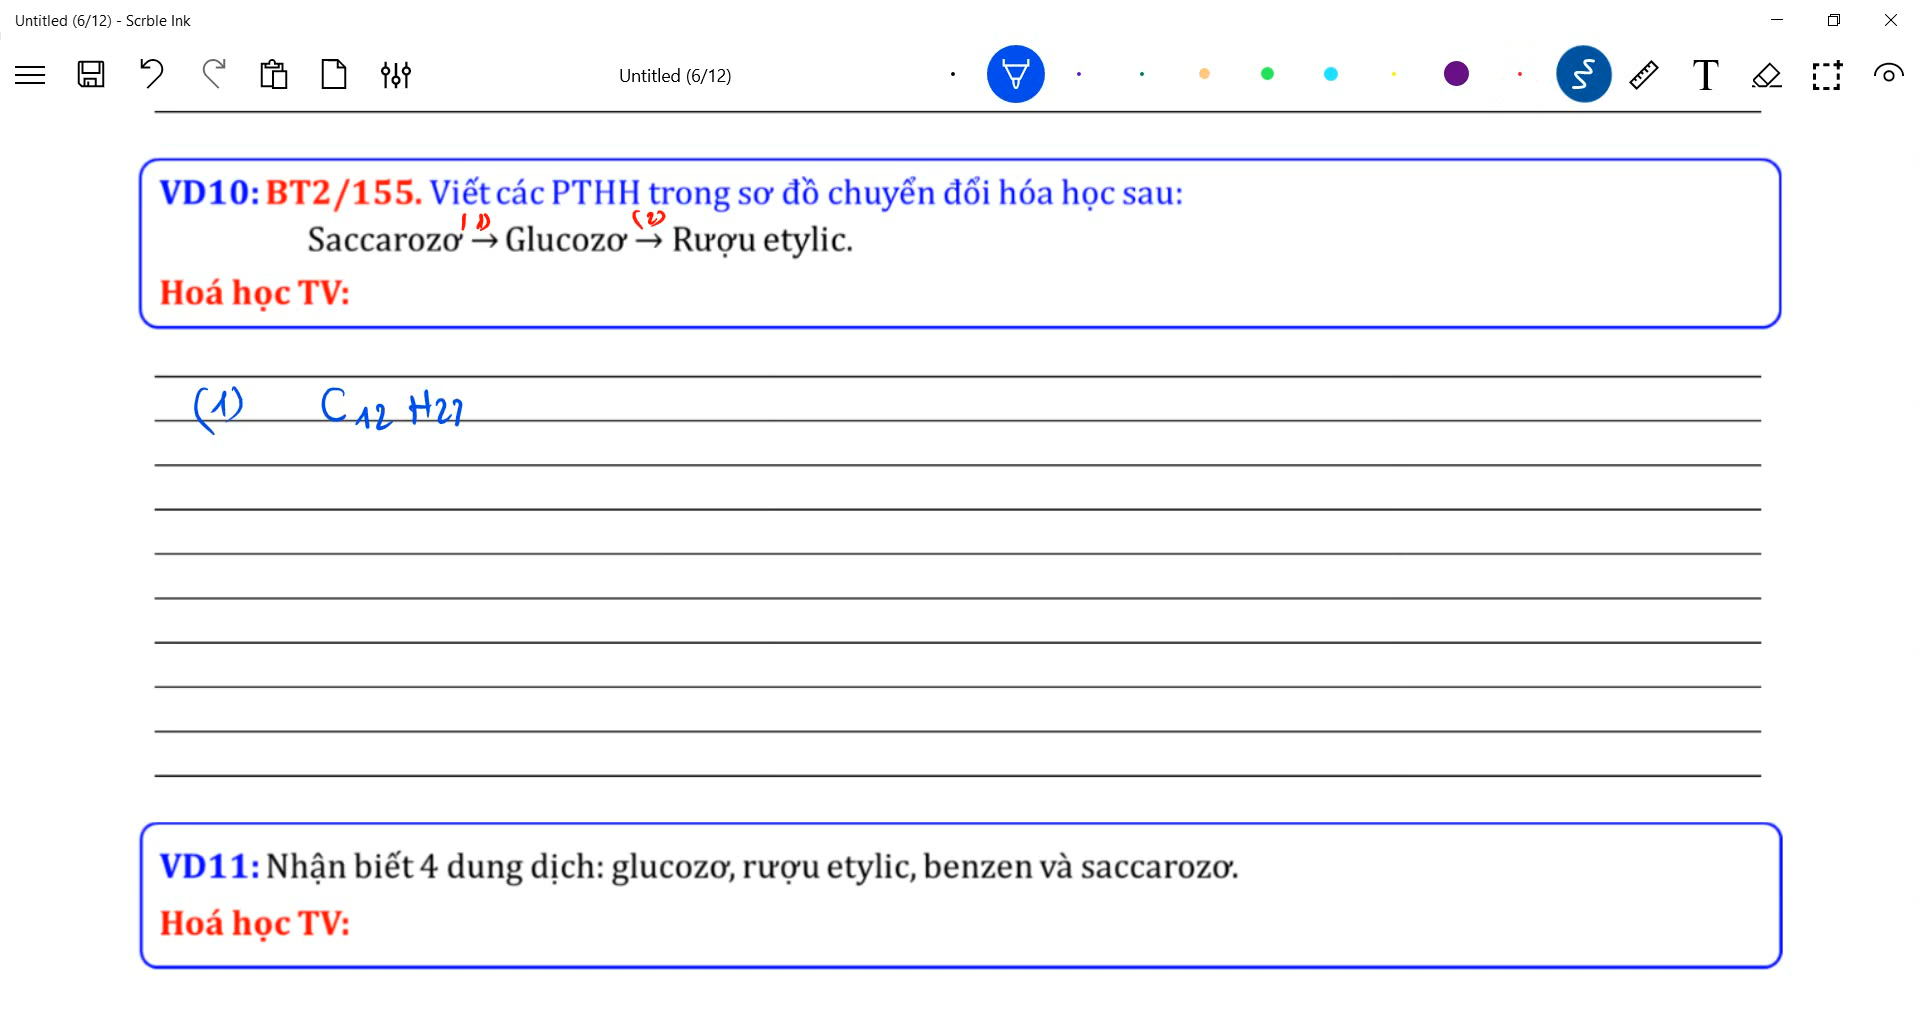 Untitled (6/12) - Scrble Ink
Untitled (6/12)
T
VD10: BT2/155. Viết các PTHH trong sơ đồ chuyển đổi hóa học sau:
(1) (2)
Saccarozơ → Glucozơ → Rượu etylic.
Hoá học TV:
(1) C12 H22
VD11: Nhận biết 4 dung dịch: glucozơ, rượu etylic, benzen và saccarozơ.
Hoá học TV: